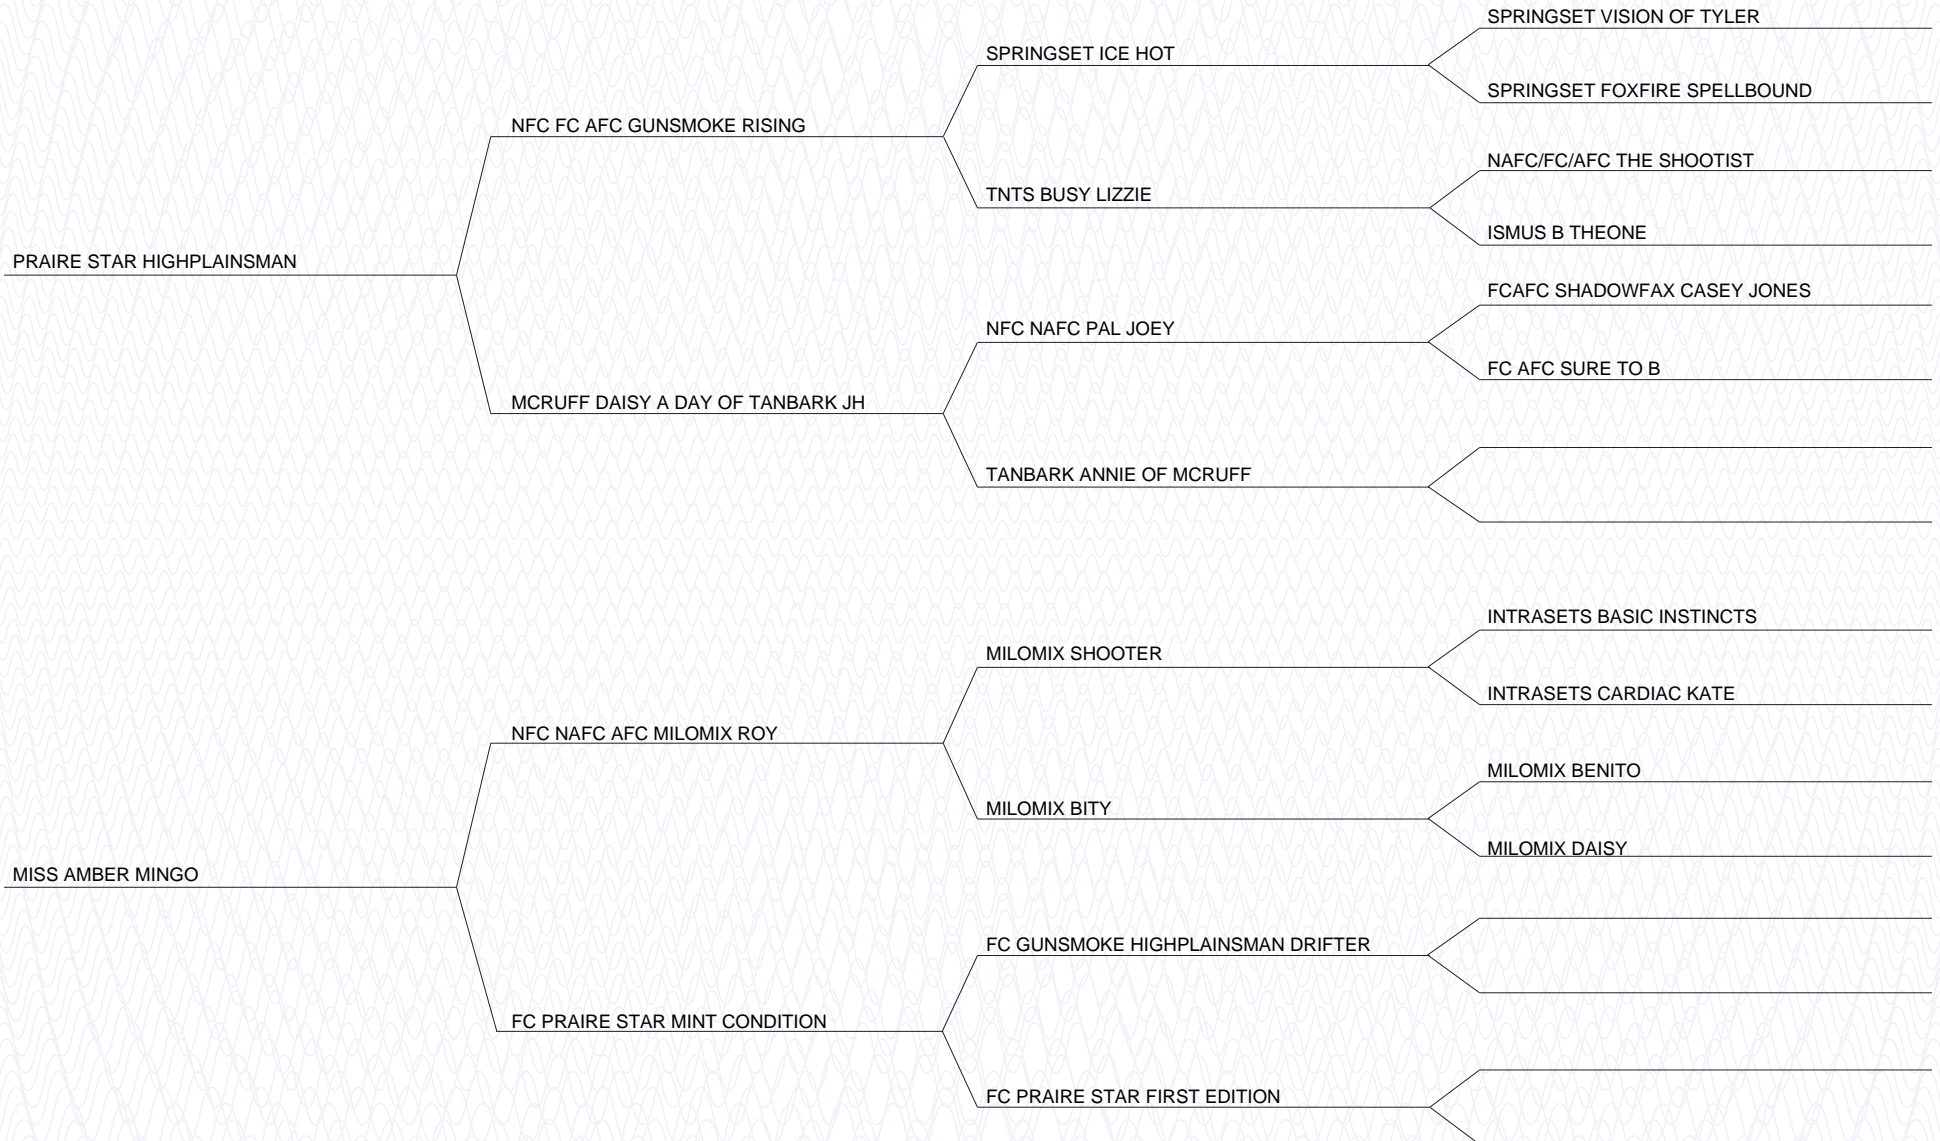 SPRINGSET VISION OF TYLER
SPRINGSET ICE HOT
SPRINGSET FOXFIRE SPELLBOUND
NFC FC AFC GUNSMOKE RISING
NAFC/FC/AFC THE SHOOTIST
TNTS BUSY LIZZIE
ISMUS B THEONE
PRAIRE STAR HIGHPLAINSMAN
FCAFC SHADOWFAX CASEY JONES
NFC NAFC PAL JOEY
FC AFC SURE TO B
MCRUFF DAISY A DAY OF TANBARK JH
TANBARK ANNIE OF MCRUFF
INTRASETS BASIC INSTINCTS
MILOMIX SHOOTER
INTRASETS CARDIAC KATE
NFC NAFC AFC MILOMIX ROY
MILOMIX BENITO
MILOMIX BITY
MILOMIX DAISY
MISS AMBER MINGO
FC GUNSMOKE HIGHPLAINSMAN DRIFTER
FC PRAIRE STAR MINT CONDITION
FC PRAIRE STAR FIRST EDITION